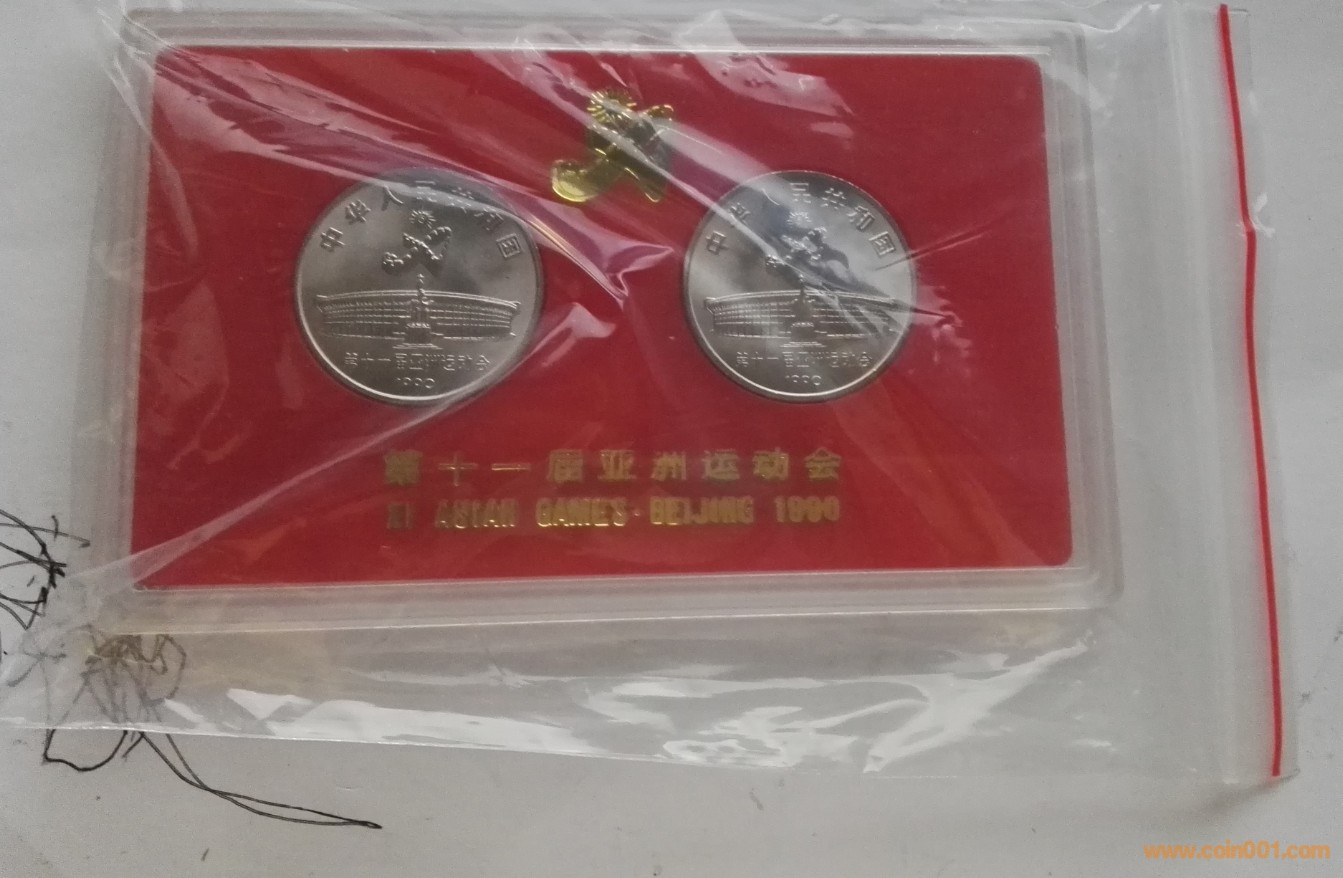 中华人民共和国
第十一届亚洲运动会
1990
中华人民共和国
第十一届亚洲运动会
1990
第十一届亚洲运动会
XI ASIAN GAMES·BEIJING 1990
www.coin001.com